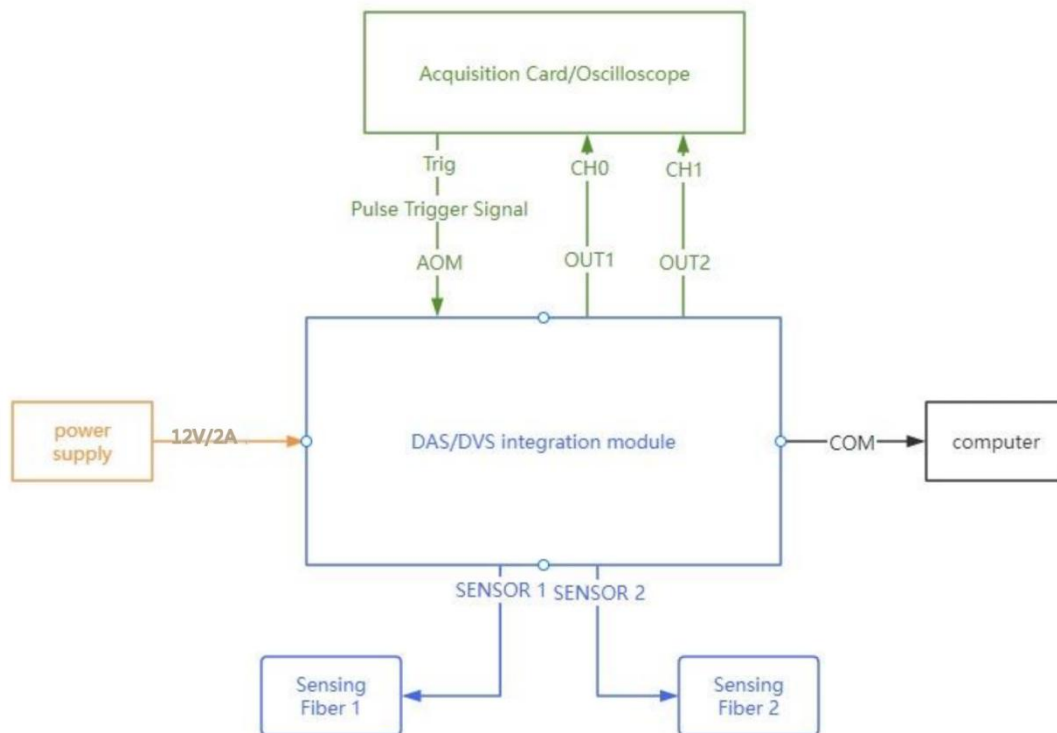 Acquisition Card/Oscilloscope
Trig
CH0
CH1
Pulse Trigger Signal
AOM
OUT1
OUT2
power
supply
12V/2A
DAS/DVS integration module
COM
computer
SENSOR 1
SENSOR 2
Sensing
Fiber 1
Sensing
Fiber 2